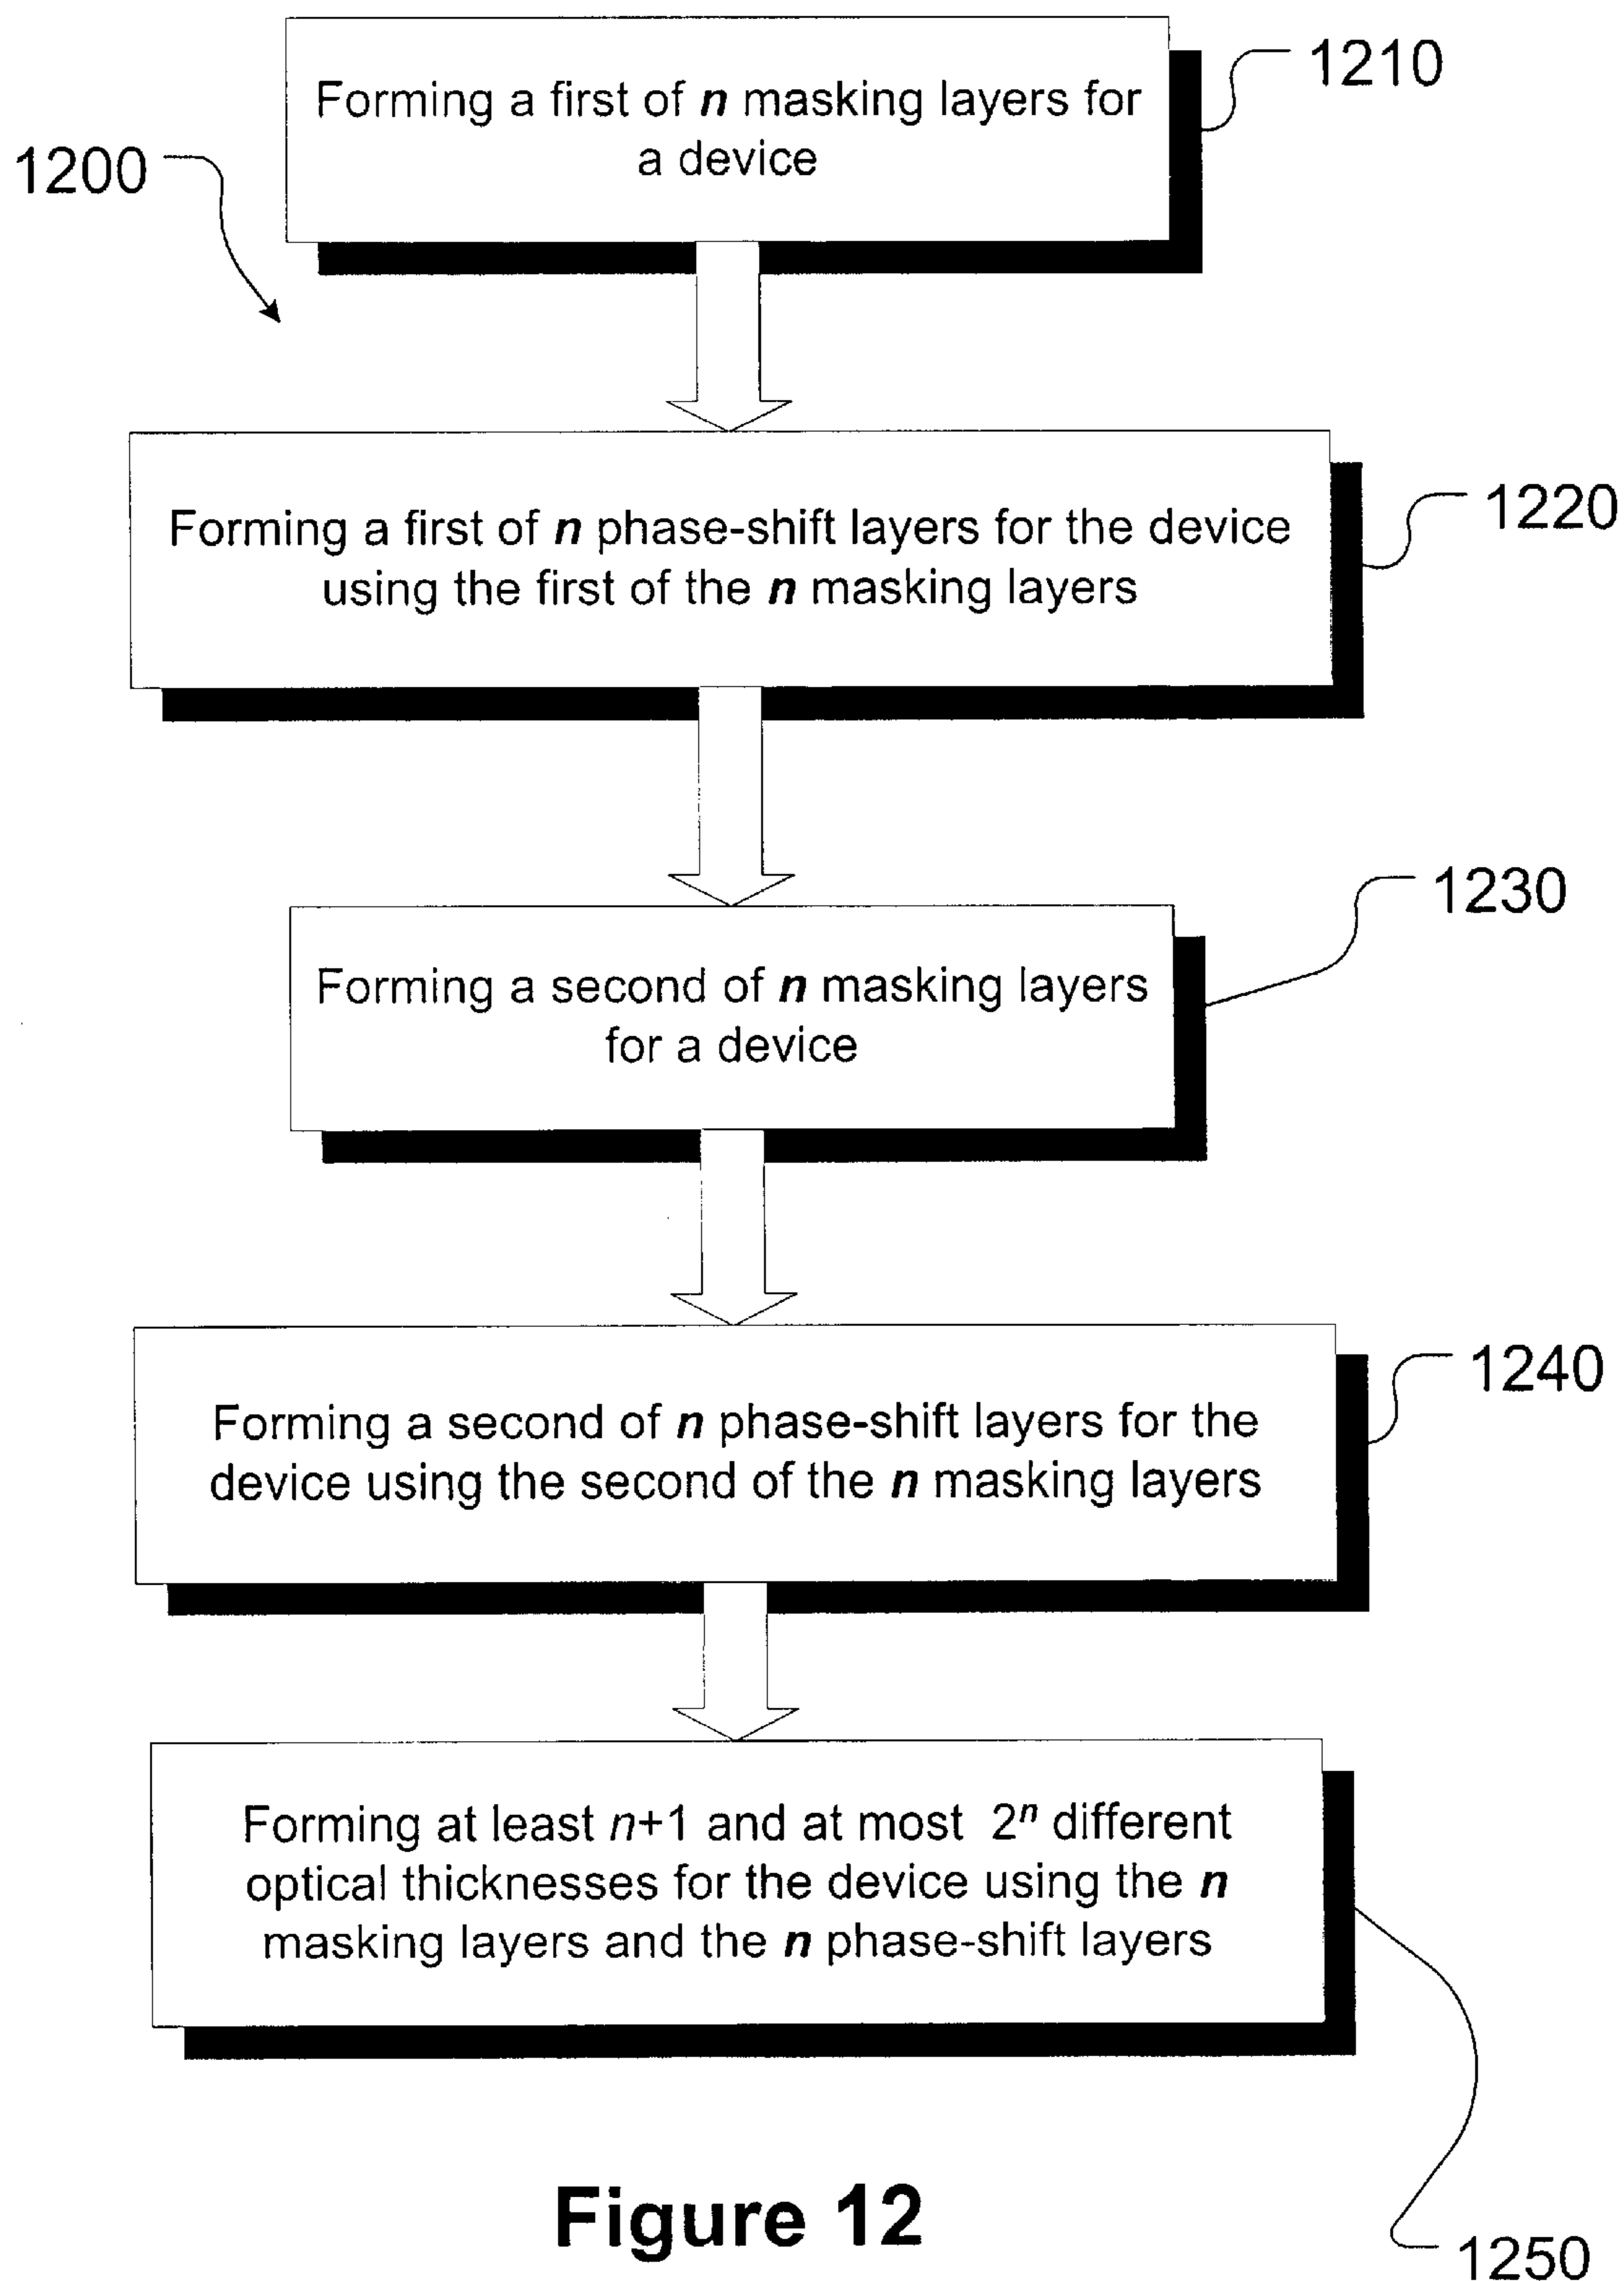 1210
Forming a first of n masking layers for
a device
1200
1220
Forming a first of n phase-shift layers for the device
using the first of the n masking layers
1230
Forming a second of n masking layers
for a device
1240
Forming a second of n phase-shift layers for the
device using the second of the n masking layers
Forming at least n+1 and at most 2ⁿ different
optical thicknesses for the device using the n
masking layers and the n phase-shift layers
Figure 12
1250